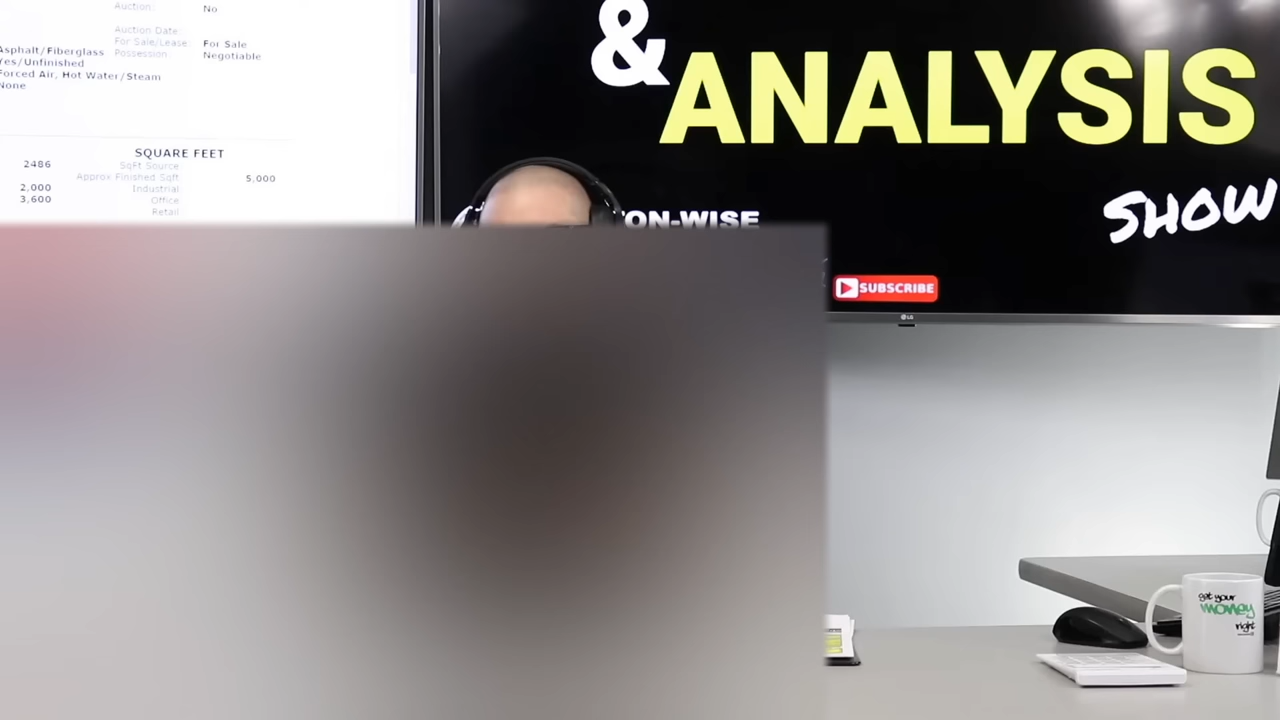 Auction:
No
Auction Date:
For Sale/Lease:
For Sale
Possession:
Negotiable
Asphalt/Fiberglass
Yes/Unfinished
Forced Air, Hot Water/Steam
None
SQUARE FEET
2486
SqFt Source
Approx Finished Sqft
5,000
2,000
Industrial
3,600
Office
Retail
&
ANALYSIS
SHOW
ON-WISE
SUBSCRIBE
LG
get your
money
right